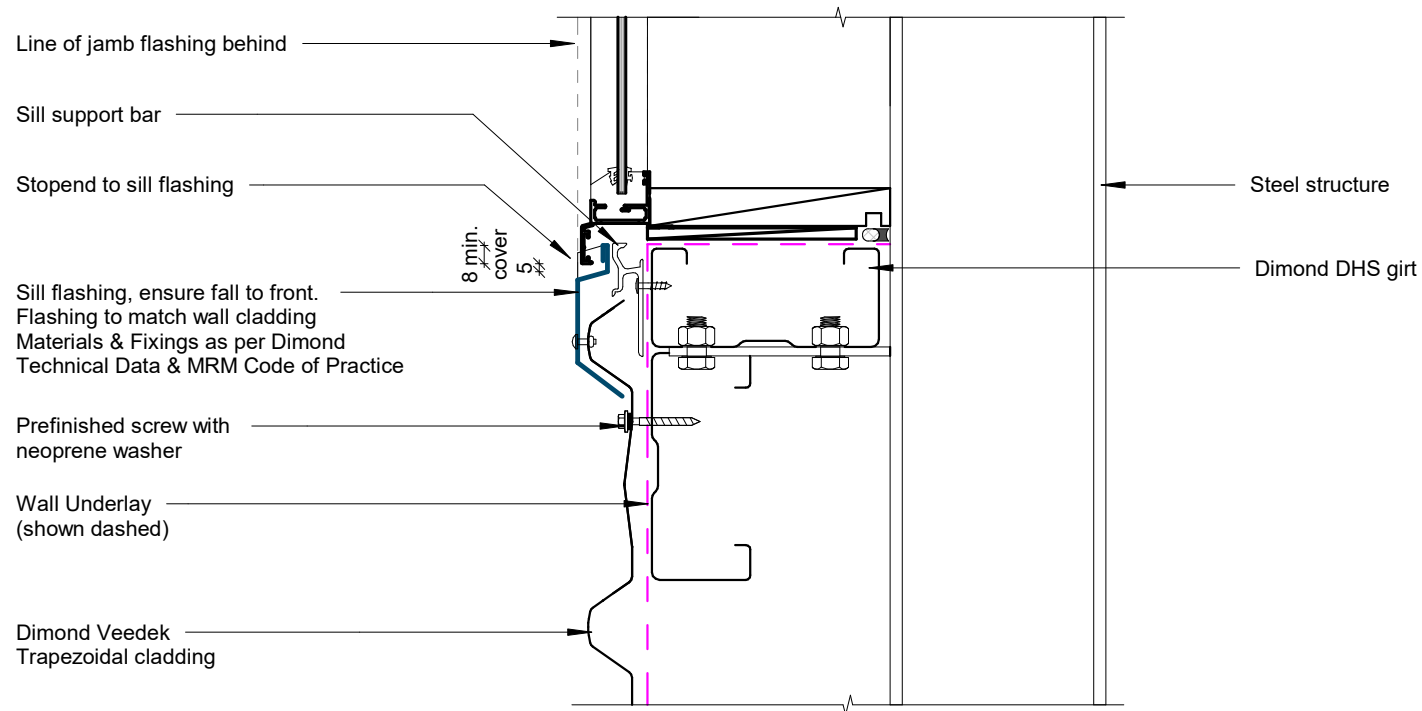 Line of jamb flashing behind
Sill support bar
Stopend to sill flashing
8 min.
cover
5
Sill flashing, ensure fall to front.
Flashing to match wall cladding
Materials & Fixings as per Dimond
Technical Data & MRM Code of Practice
Prefinished screw with
neoprene washer
Wall Underlay
(shown dashed)
Dimond Veedek
Trapezoidal cladding
Steel structure
Dimond DHS girt